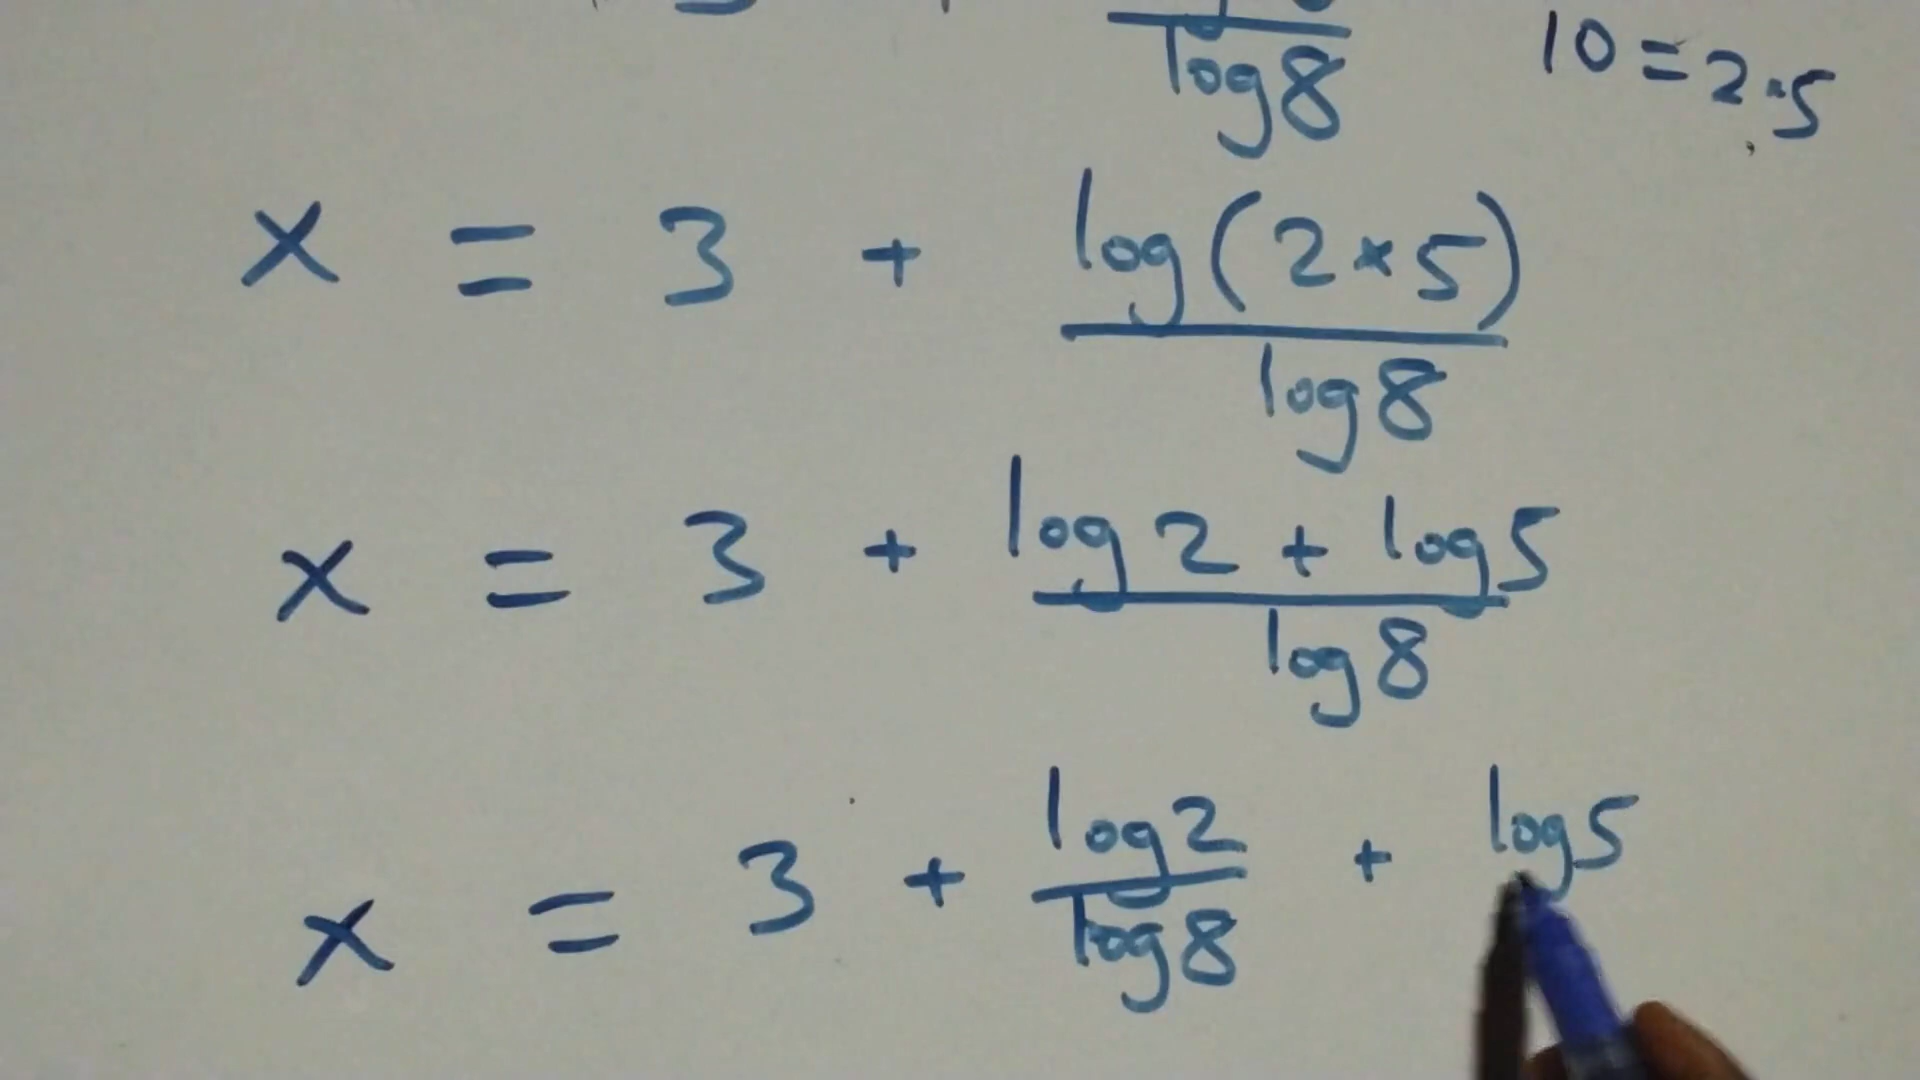 log8
10 = 2×5
x = 3 + log(2×5)
log8
x = 3 + log2 + log5
log8
x = 3 + log2 + log5
log8